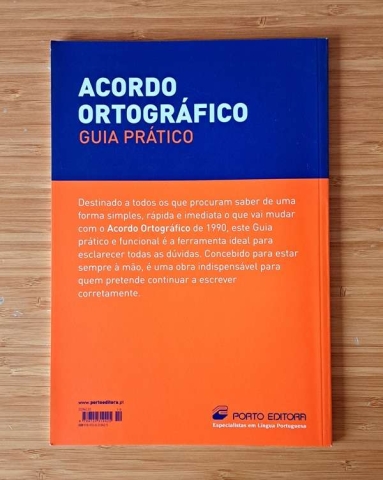 ACORDO
ORTOGRÁFICO
GUIA PRÁTICO
Destinado a todos os que procuram saber de uma
forma simples, rápida e imediata o que vai mudar
com o Acordo Ortográfico de 1990, este Guia
prático e funcional é a ferramenta ideal para
esclarecer todas as dúvidas. Concebido para estar
sempre à mão, é uma obra indispensável para
quem pretende continuar a escrever
corretamente.
www.portoeditora.pt
PORTO EDITORA
Especialistas em Língua Portuguesa